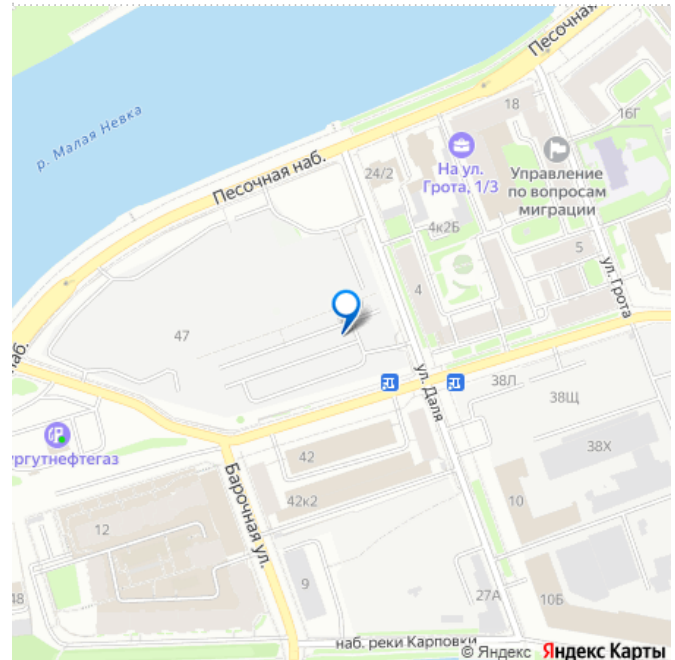 Песочная
18
16Г
р. Малая Невка
На ул.
Грота, 1/3
Управление
по вопросам
миграции
24/2
Песочная наб.
4к2Б
5
ул. Грота
4
47
наб.
ул. Даля
38Л
38Щ
ургутнефтегаз
42
38Х
Барочная ул.
42к2
10
12
9
27А
10Б
48
наб. реки Карповки
© Яндекс Яндекс Карты